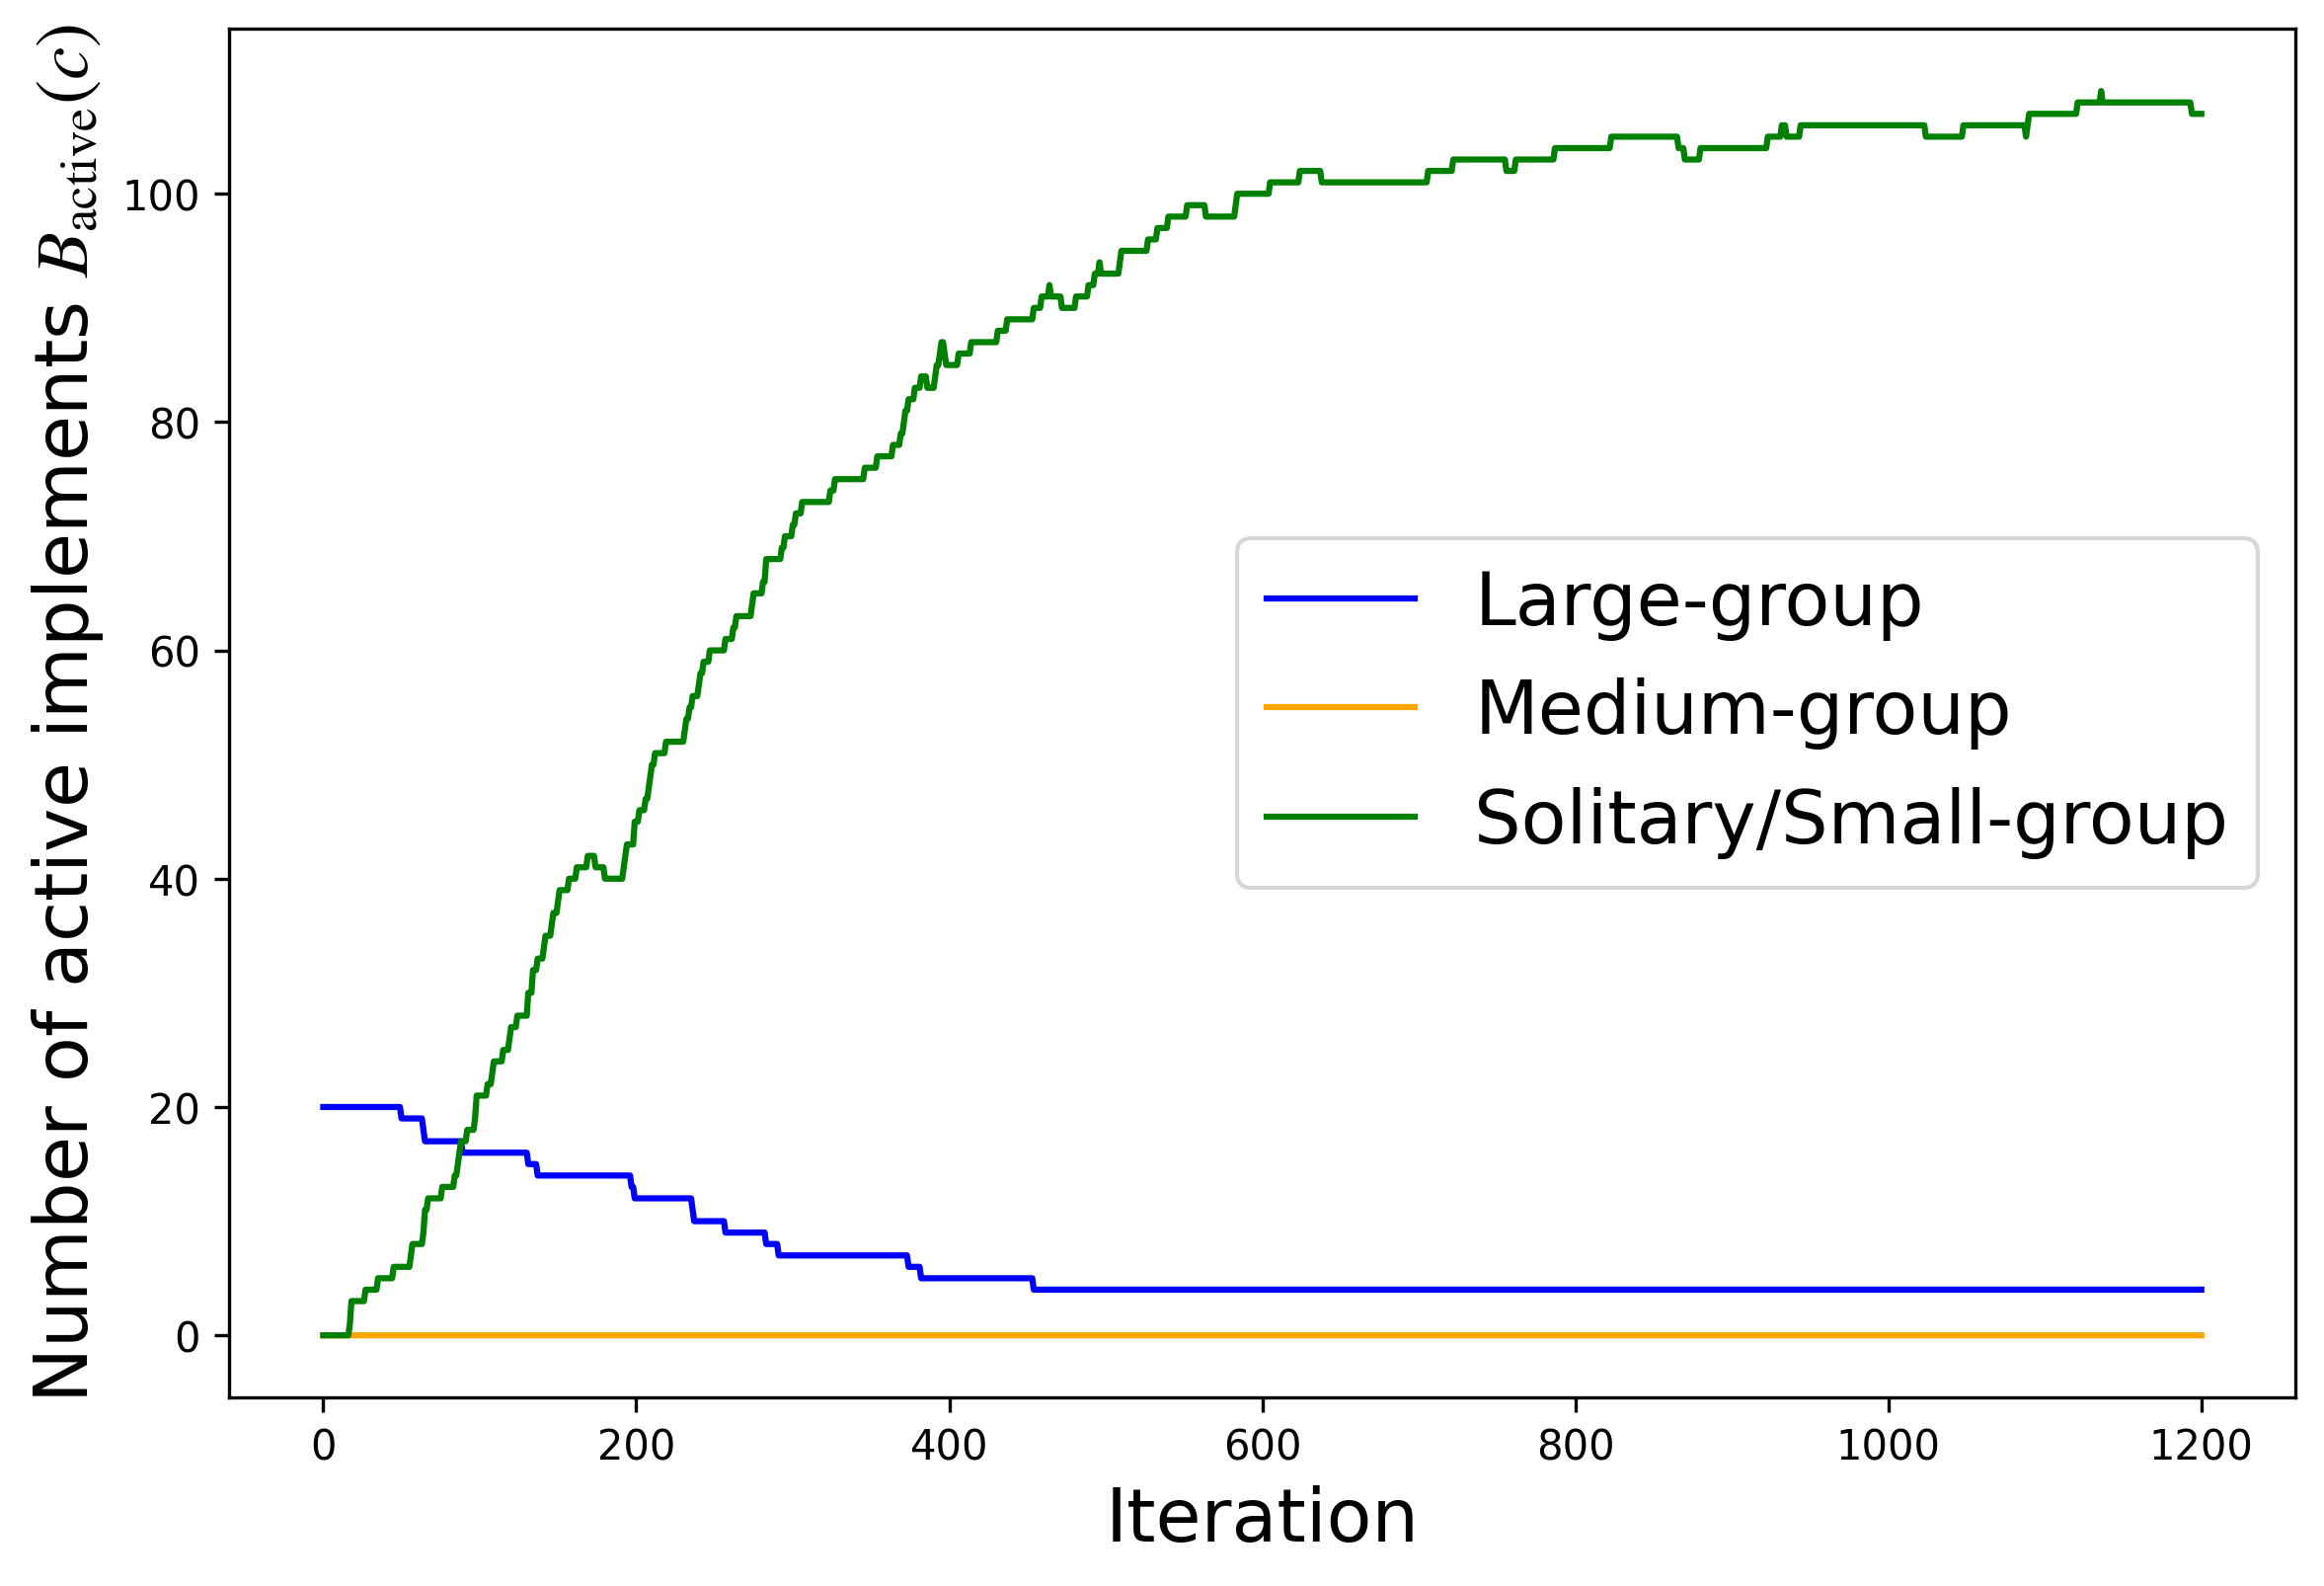 Number of active implements B_active(c)
100
80
60
40
20
0
Large-group
Medium-group
Solitary/Small-group
0 200 400 600 800 1000 1200
Iteration